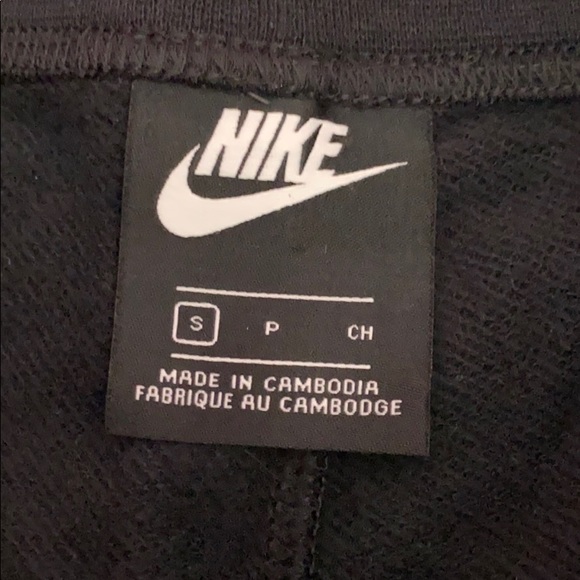 NIKE
S P CH
MADE IN CAMBODIA
FABRIQUE AU CAMBODGE